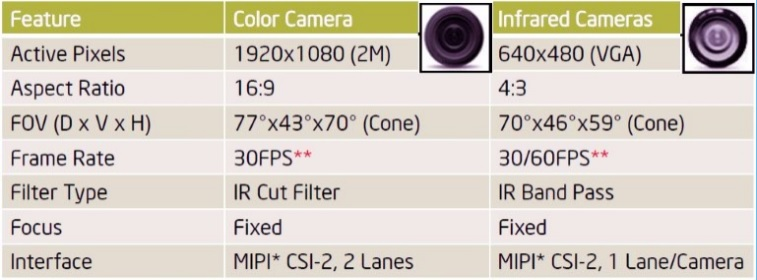 Feature Color Camera Infrared Cameras
Active Pixels 1920x1080 (2M) 640x480 (VGA)
Aspect Ratio 16:9 4:3
FOV (D x V x H) 77°x43°x70° (Cone) 70°x46°x59° (Cone)
Frame Rate 30FPS** 30/60FPS**
Filter Type IR Cut Filter IR Band Pass
Focus Fixed Fixed
Interface MIPI* CSI-2, 2 Lanes MIPI* CSI-2, 1 Lane/Camera